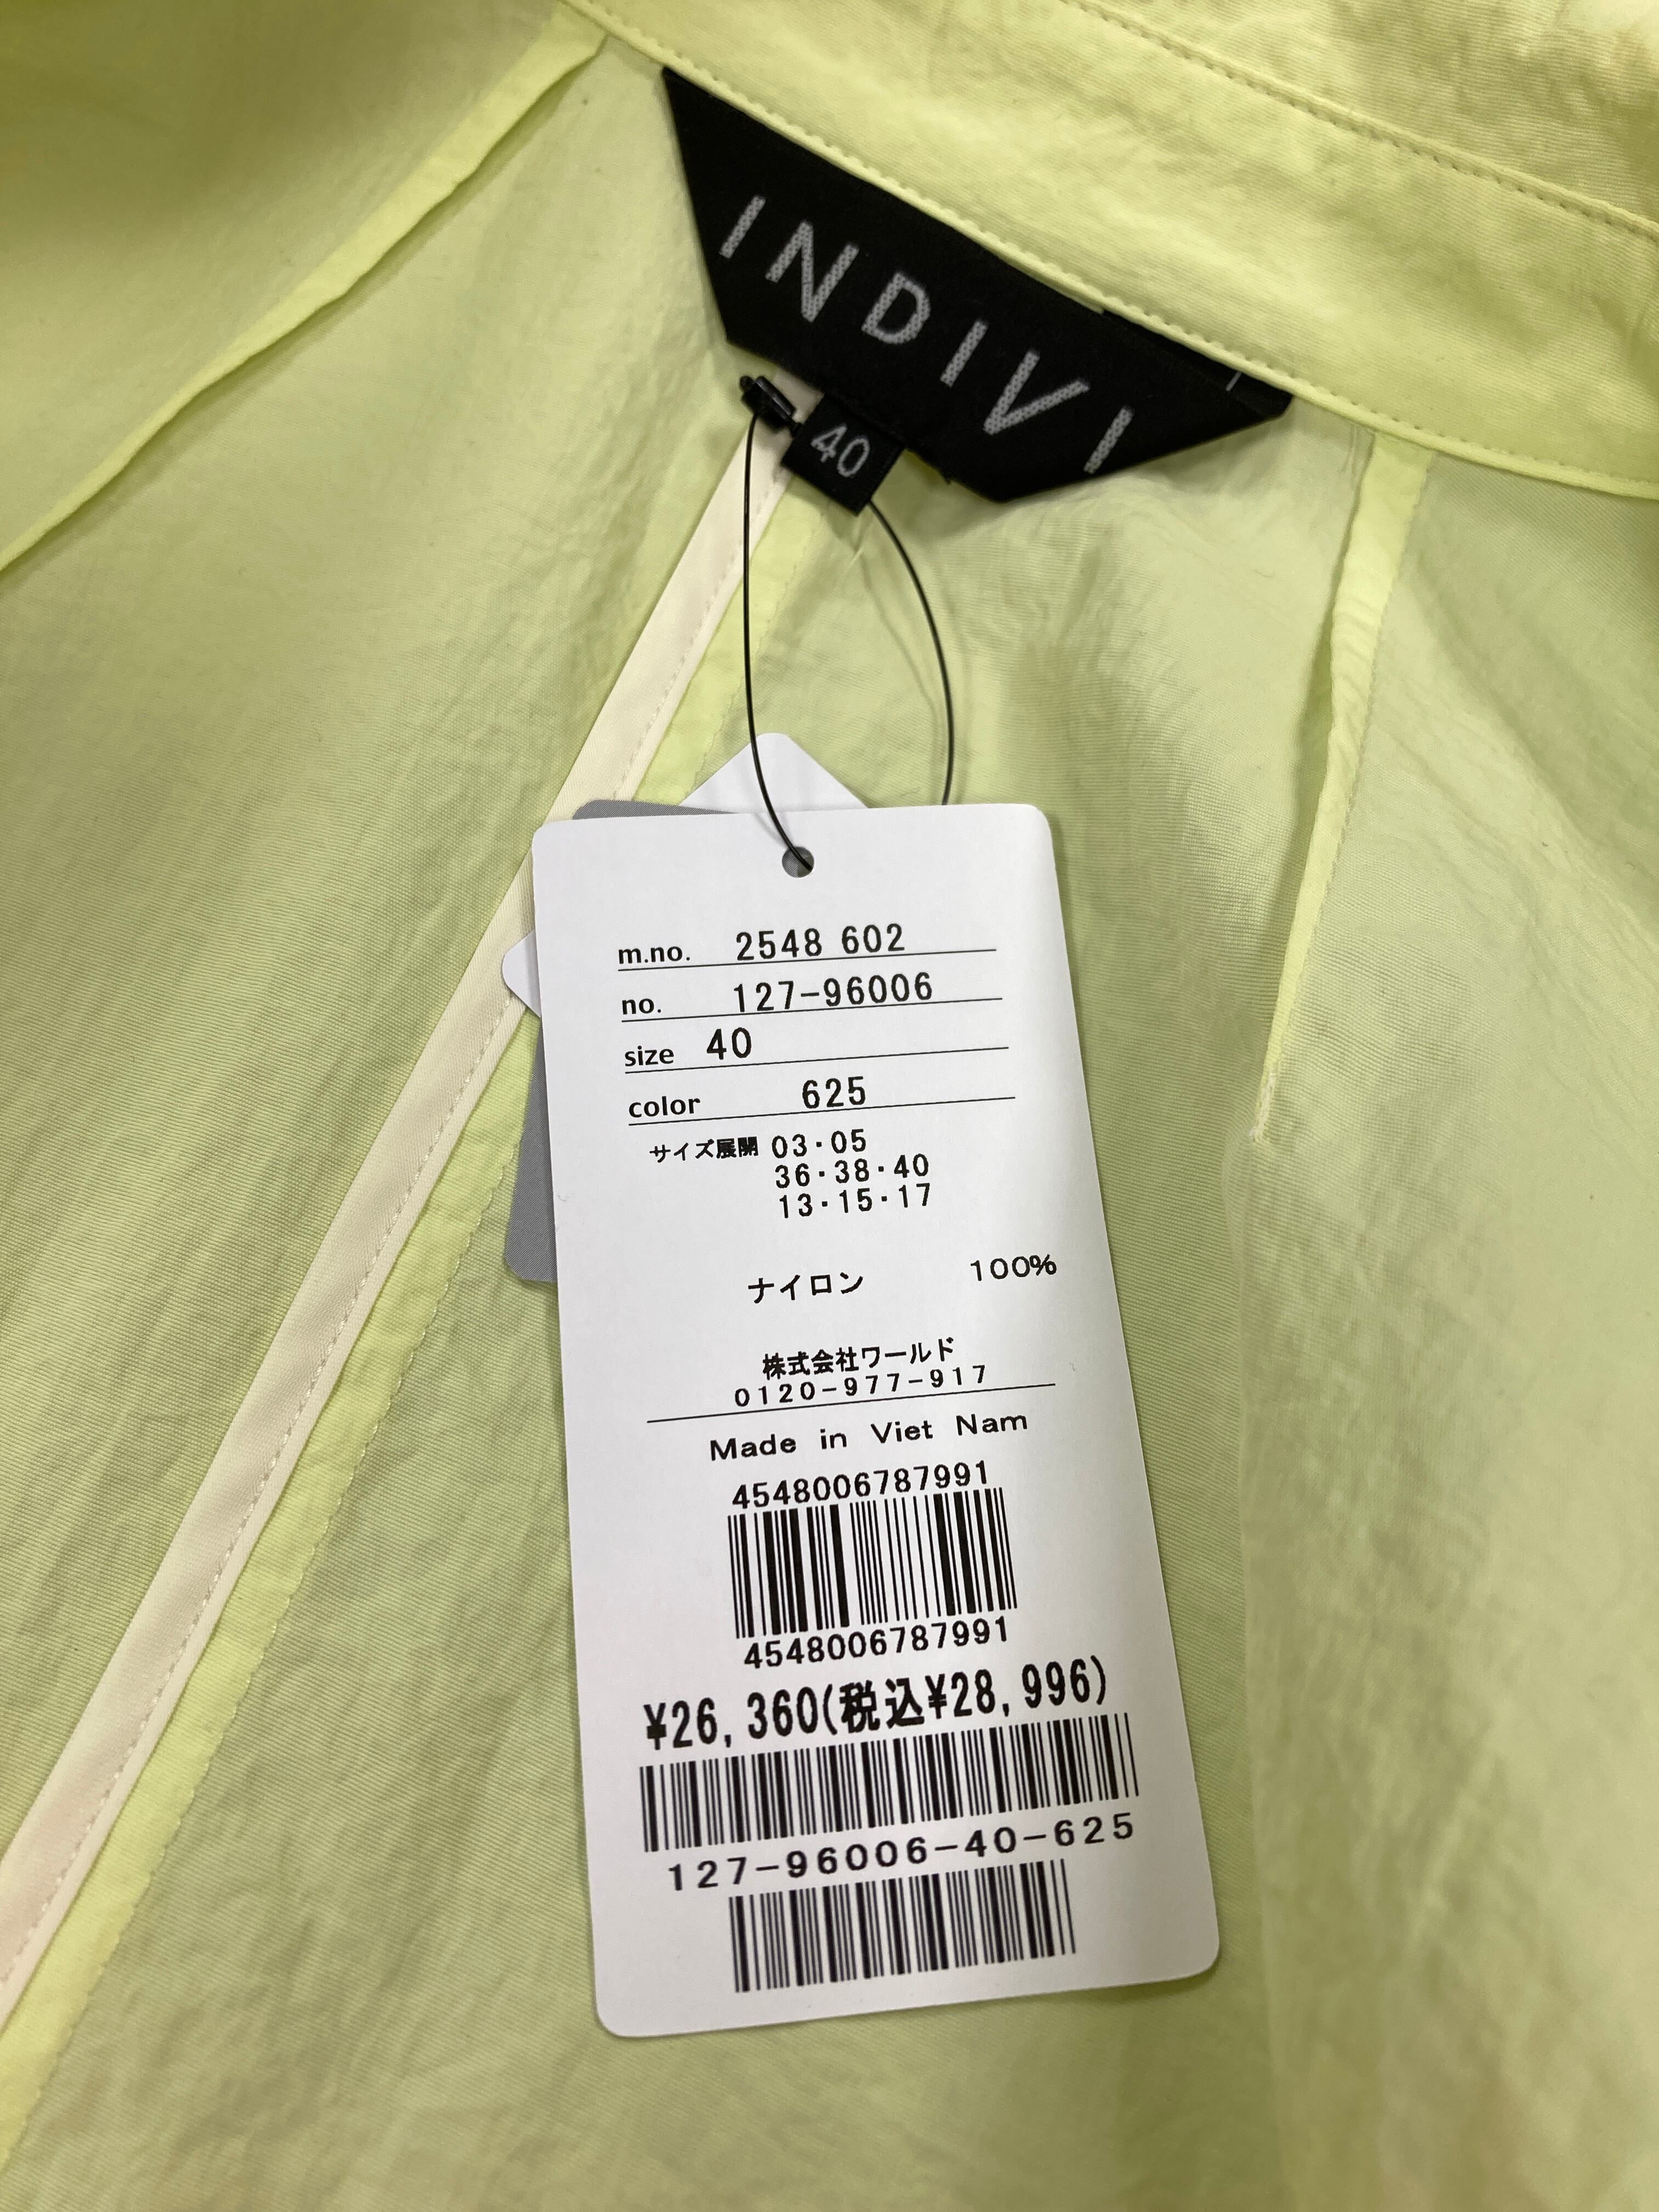 INDIVI
40
m.no. 2548 602
no. 127-96006
size 40
color 625
サイズ展開 03・05
36・38・40
13・15・17
ナイロン 100%
株式会社ワールド
0120-977-917
Made in Viet Nam
4548006787991
4548006787991
¥26,360(税込¥28,996)
127-96006-40-625